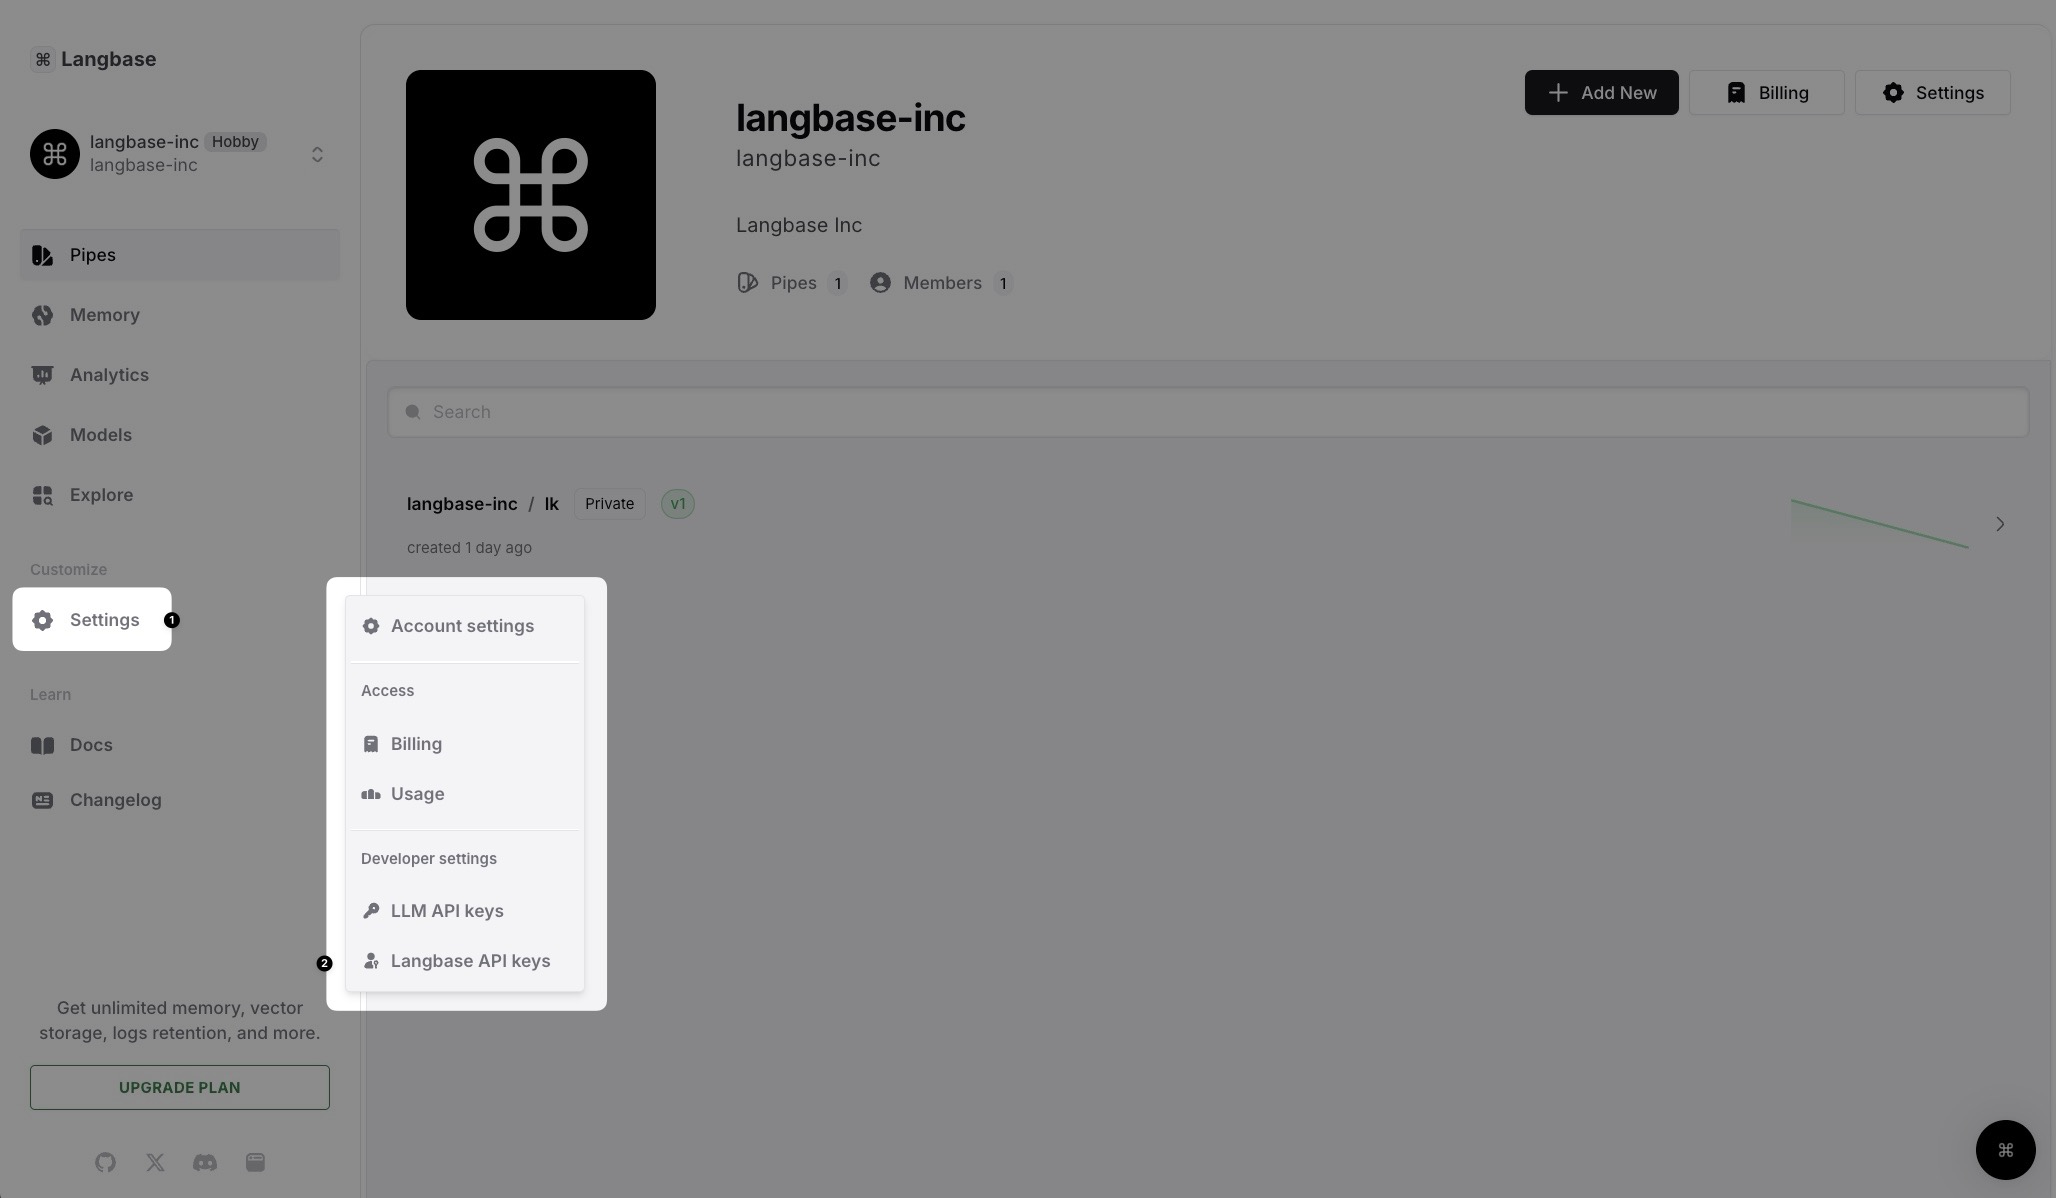 Langbase
langbase-inc Hobby
langbase-inc
Pipes
Memory
Analytics
Models
Explore
Customize
Settings 1
Learn
Docs
Changelog
Get unlimited memory, vector
storage, logs retention, and more.
UPGRADE PLAN
Add New Billing Settings
langbase-inc
langbase-inc
Langbase Inc
Pipes 1 Members 1
Search
langbase-inc / lk Private v1
created 1 day ago
Account settings
Access
Billing
Usage
Developer settings
LLM API keys
2 Langbase API keys